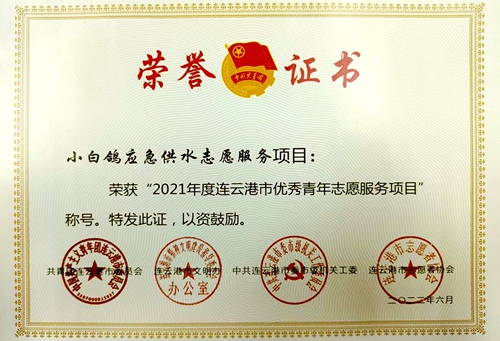 荣誉证书
小白鸽应急供水志愿服务项目：
荣获“2021年度连云港市优秀青年志愿服务项目”
称号。特发此证，以资鼓励。
共青团连云港市委员会 连云港市文明办 中共连云港市委市级机关工委 连云港市志愿者协会
办公室
二〇二二年六月